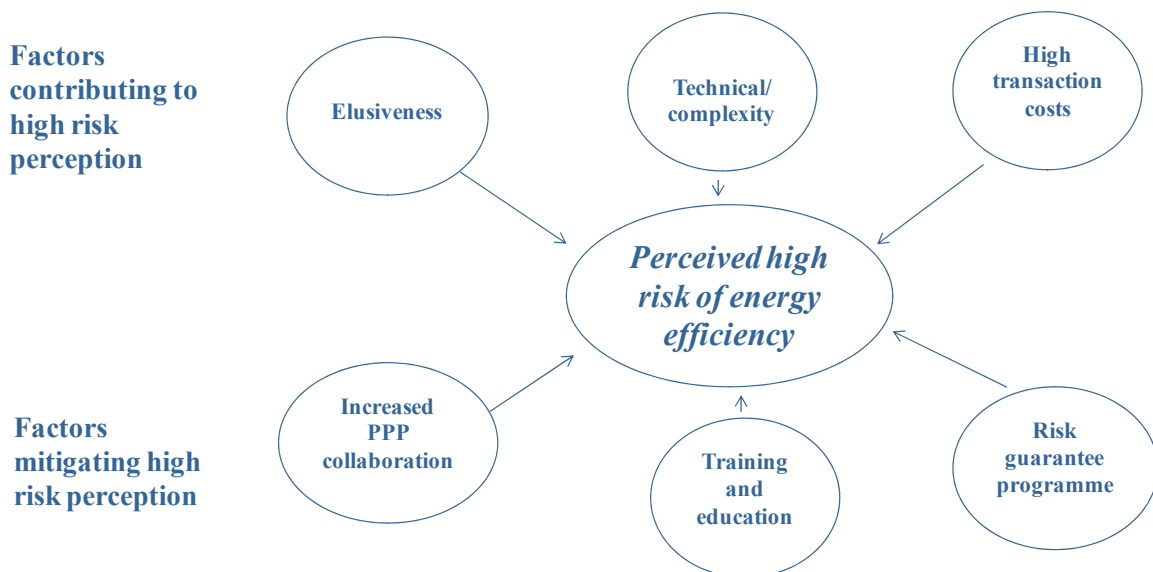 Factors
contributing to
high risk
perception
Elusiveness
Technical/
complexity
High
transaction
costs
Perceived high
risk of energy
efficiency
Factors
mitigating high
risk perception
Increased
PPP
collaboration
Training
and
education
Risk
guarantee
programme